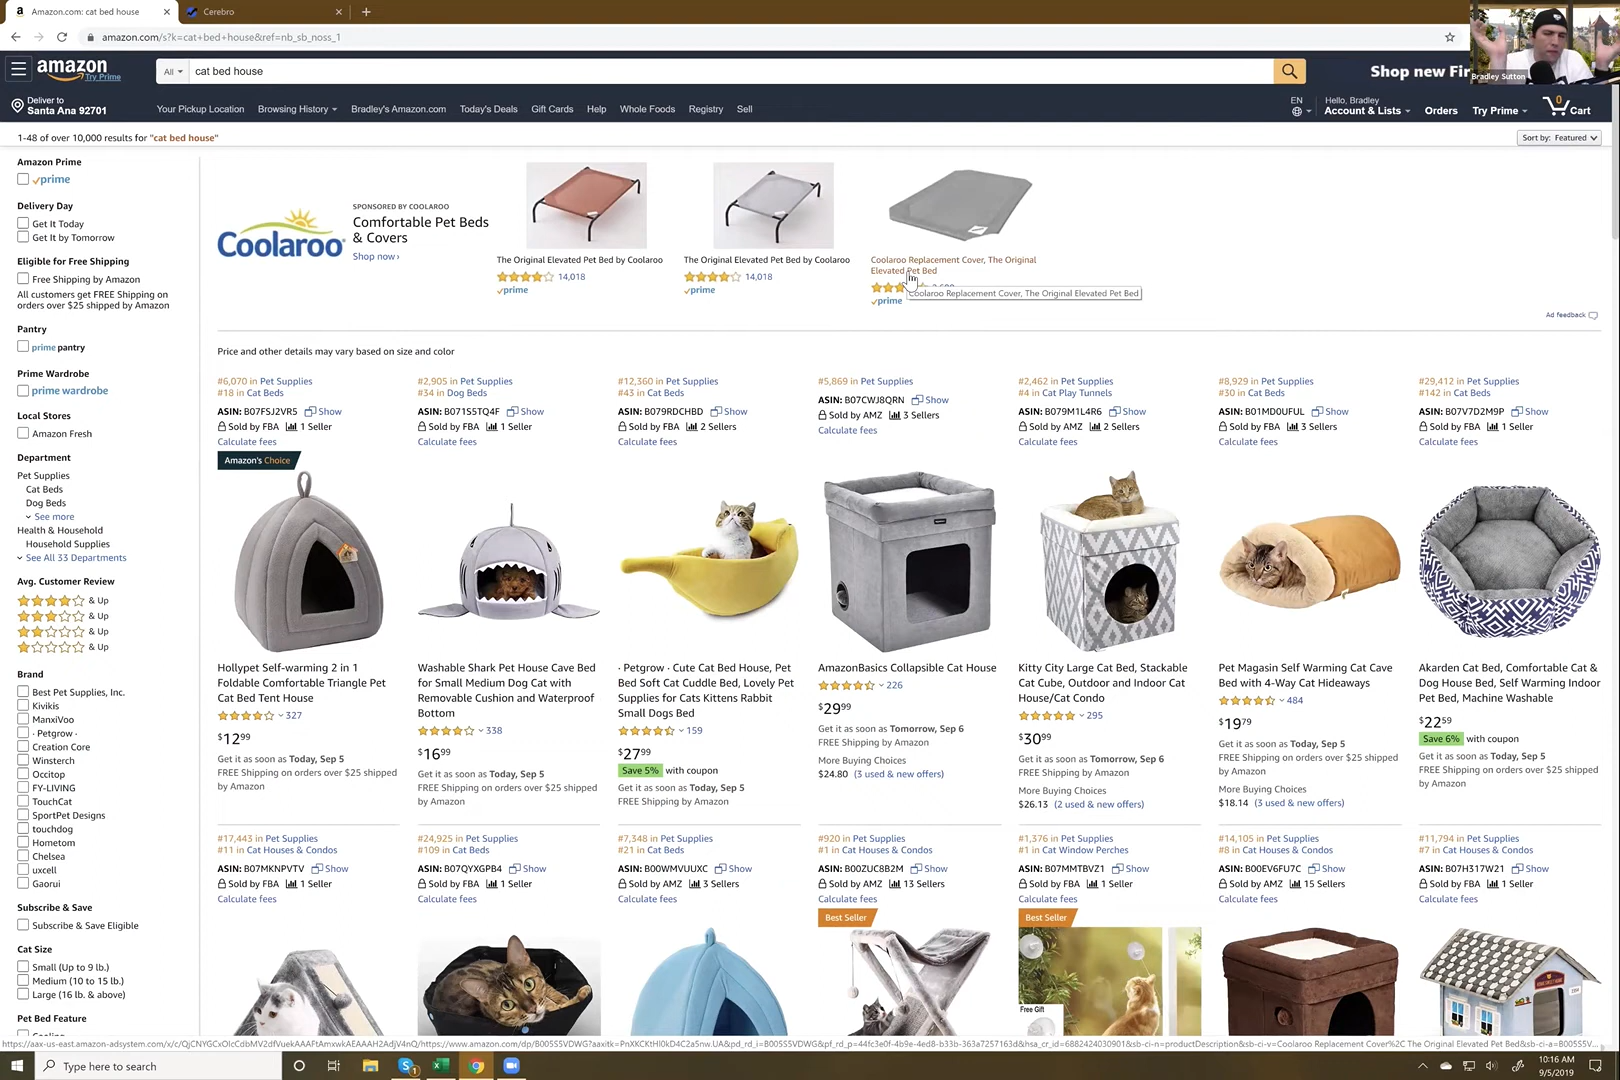 Amazon.com: cat bed house
Cerebro
amazon.com/s?k=cat+bed+house&ref=nb_sb_noss_1
Bradley Sutton
amazon
Try Prime
All
cat bed house
Shop new Fir
Deliver to
Santa Ana 92701
Your Pickup Location Browsing History Bradley's Amazon.com Today's Deals Gift Cards Help Whole Foods Registry Sell
EN
Hello, Bradley
Account & Lists Orders Try Prime 0 Cart
1-48 of over 10,000 results for "cat bed house"
Sort by: Featured
Amazon Prime
prime
Delivery Day
Get It Today
Get It by Tomorrow
Eligible for Free Shipping
Free Shipping by Amazon
All customers get FREE Shipping on
orders over $25 shipped by Amazon
Pantry
prime pantry
Prime Wardrobe
prime wardrobe
Local Stores
Amazon Fresh
Department
Pet Supplies
Cat Beds
Dog Beds
See more
Health & Household
Household Supplies
See All 33 Departments
Avg. Customer Review
& Up
& Up
& Up
& Up
Brand
Best Pet Supplies, Inc.
Kivikis
ManxiVoo
· Petgrow ·
Creation Core
Winsterch
Occitop
FY-LIVING
TouchCat
SportPet Designs
touchdog
Hometom
Chelsea
uxcell
Gaorui
Subscribe & Save
Subscribe & Save Eligible
Cat Size
Small (Up to 9 lb.)
Medium (10 to 15 lb.)
Large (16 lb. & above)
Pet Bed Feature
Coolaroo
SPONSORED BY COOLAROO
Comfortable Pet Beds
& Covers
Shop now ›
The Original Elevated Pet Bed by Coolaroo
14,018
prime
The Original Elevated Pet Bed by Coolaroo
14,018
prime
Coolaroo Replacement Cover, The Original
Elevated Pet Bed
Coolaroo Replacement Cover, The Original Elevated Pet Bed
prime
Ad feedback
Price and other details may vary based on size and color
#6,070 in Pet Supplies
#18 in Cat Beds
ASIN: B07FSJ2VR5 Show
Sold by FBA 1 Seller
Calculate fees
Amazon's Choice
Hollypet Self-warming 2 in 1
Foldable Comfortable Triangle Pet
Cat Bed Tent House
327
$12.99
Get it as soon as Today, Sep 5
FREE Shipping on orders over $25 shipped
by Amazon
#2,905 in Pet Supplies
#34 in Dog Beds
ASIN: B071S5TQ4F Show
Sold by FBA 1 Seller
Calculate fees
Washable Shark Pet House Cave Bed
for Small Medium Dog Cat with
Removable Cushion and Waterproof
Bottom
338
$16.99
Get it as soon as Today, Sep 5
FREE Shipping on orders over $25 shipped
by Amazon
#12,360 in Pet Supplies
#43 in Cat Beds
ASIN: B079RDCHBD Show
Sold by FBA 2 Sellers
Calculate fees
· Petgrow · Cute Cat Bed House, Pet
Bed Soft Cat Cuddle Bed, Lovely Pet
Supplies for Cats Kittens Rabbit
Small Dogs Bed
159
$27.99
Save 5% with coupon
Get it as soon as Today, Sep 5
FREE Shipping by Amazon
#5,869 in Pet Supplies
ASIN: B07CWJ8QRN Show
Sold by AMZ 3 Sellers
Calculate fees
AmazonBasics Collapsible Cat House
226
$29.99
Get it as soon as Tomorrow, Sep 6
FREE Shipping by Amazon
More Buying Choices
$24.80 (3 used & new offers)
#2,462 in Pet Supplies
#4 in Cat Play Tunnels
ASIN: B079M1L4R6 Show
Sold by AMZ 2 Sellers
Calculate fees
Kitty City Large Cat Bed, Stackable
Cat Cube, Outdoor and Indoor Cat
House/Cat Condo
295
$30.99
Get it as soon as Tomorrow, Sep 6
FREE Shipping by Amazon
More Buying Choices
$26.13 (2 used & new offers)
#8,929 in Pet Supplies
#30 in Cat Beds
ASIN: B01MD0UFUL Show
Sold by FBA 3 Sellers
Calculate fees
Pet Magasin Self Warming Cat Cave
Bed with 4-Way Cat Hideaways
484
$19.79
Get it as soon as Today, Sep 5
FREE Shipping on orders over $25 shipped
by Amazon
More Buying Choices
$18.14 (3 used & new offers)
#29,412 in Pet Supplies
#142 in Cat Beds
ASIN: B07V7D2M9P Show
Sold by FBA 1 Seller
Calculate fees
Akarden Cat Bed, Comfortable Cat &
Dog House Bed, Self Warming Indoor
Pet Bed, Machine Washable
$22.59
Save 6% with coupon
Get it as soon as Today, Sep 5
FREE Shipping on orders over $25 shipped
by Amazon
#17,443 in Pet Supplies
#11 in Cat Houses & Condos
ASIN: B07MKNPVTV Show
Sold by FBA 1 Seller
Calculate fees
#24,925 in Pet Supplies
#109 in Cat Beds
ASIN: B07QYXGPB4 Show
Sold by FBA 1 Seller
Calculate fees
#7,348 in Pet Supplies
#21 in Cat Beds
ASIN: B00WMVUUXC Show
Sold by AMZ 3 Sellers
Calculate fees
#920 in Pet Supplies
#1 in Cat Houses & Condos
ASIN: B00ZUC8B2M Show
Sold by AMZ 13 Sellers
Calculate fees
Best Seller
#1,376 in Pet Supplies
#1 in Cat Window Perches
ASIN: B07MMTBVZ1 Show
Sold by FBA 1 Seller
Calculate fees
Best Seller
Free Gift
#14,105 in Pet Supplies
#8 in Cat Houses & Condos
ASIN: B00EV6FU7C Show
Sold by AMZ 15 Sellers
Calculate fees
#11,794 in Pet Supplies
#7 in Cat Houses & Condos
ASIN: B07H317W21 Show
Sold by FBA 1 Seller
Calculate fees
Type here to search
10:16 AM
9/5/2019